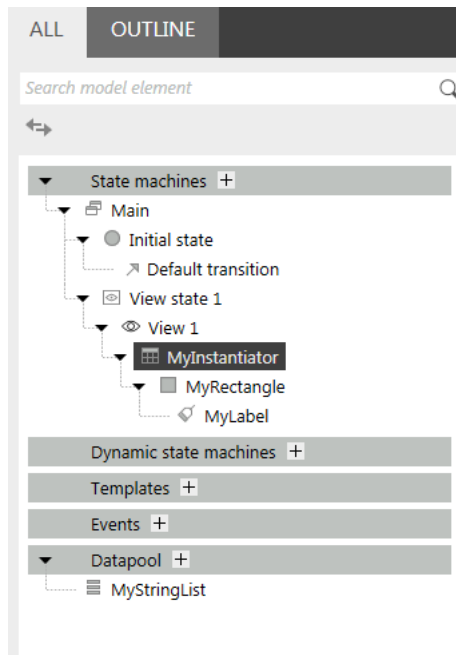 ALL OUTLINE
Search model element
State machines +
Main
Initial state
Default transition
View state 1
View 1
MyInstantiator
MyRectangle
MyLabel
Dynamic state machines +
Templates +
Events +
Datapool +
MyStringList